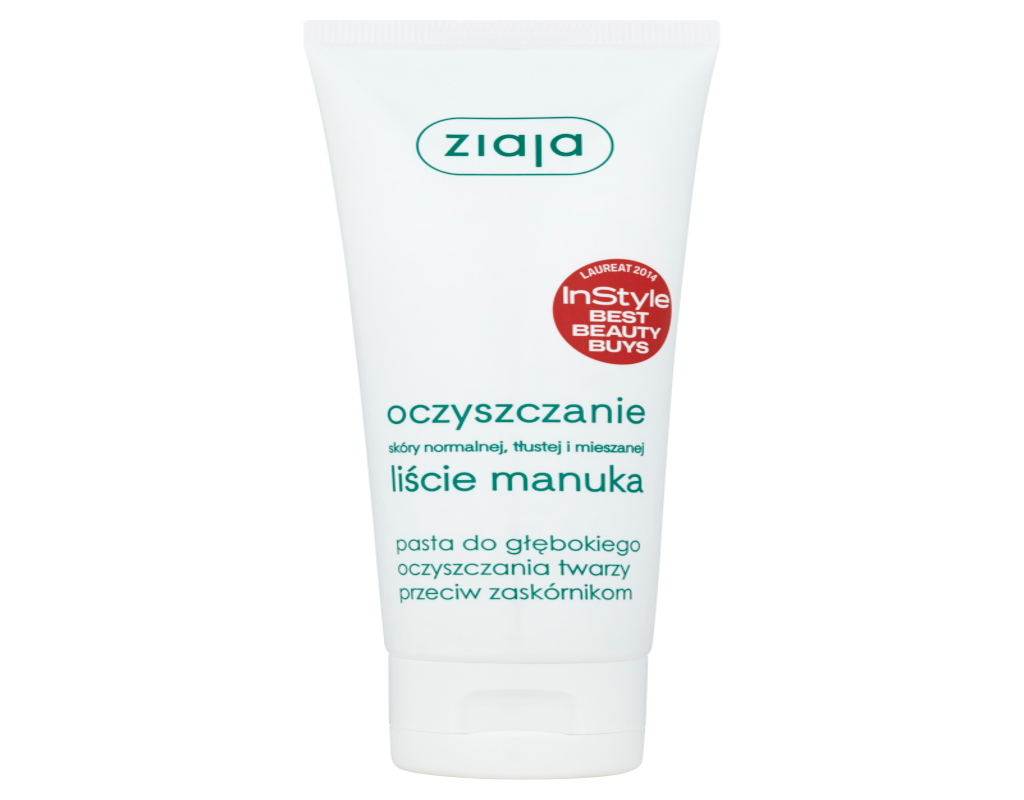 ziaja
LAUREAT 2014
InStyle
BEST
BEAUTY
BUYS
oczyszczanie
skóry normalnej, tłustej i mieszanej
liście manuka
pasta do głębokiego
oczyszczania twarzy
przeciw zaskórnikom